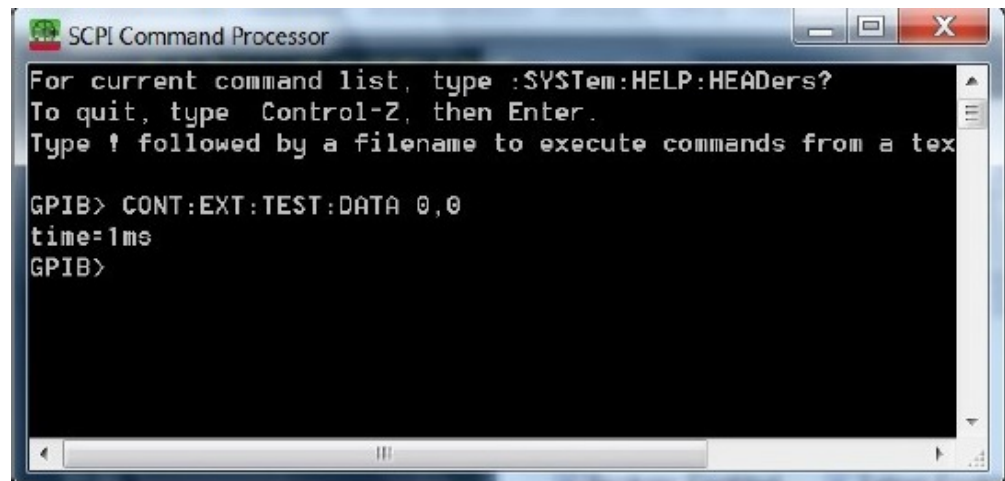 SCPI Command Processor
For current command list, type :SYSTem:HELP:HEADers?
To quit, type Control-Z, then Enter.
Type ! followed by a filename to execute commands from a tex
GPIB> CONT:EXT:TEST:DATA 0,0
time=1ms
GPIB>